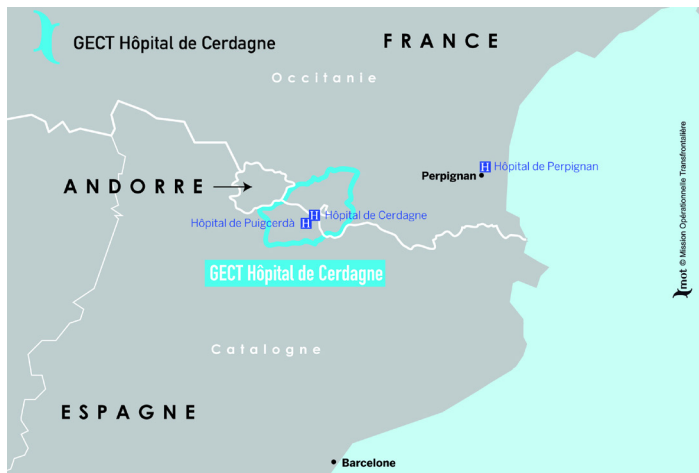 GECT Hôpital de Cerdagne
FRANCE
Occitanie
ANDORRE
Perpignan
H Hôpital de Perpignan
Hôpital de Puigcerdà H
H Hôpital de Cerdagne
GECT Hôpital de Cerdagne
Catalogne
ESPAGNE
Barcelone
mot © Mission Opérationnelle Transfrontalière